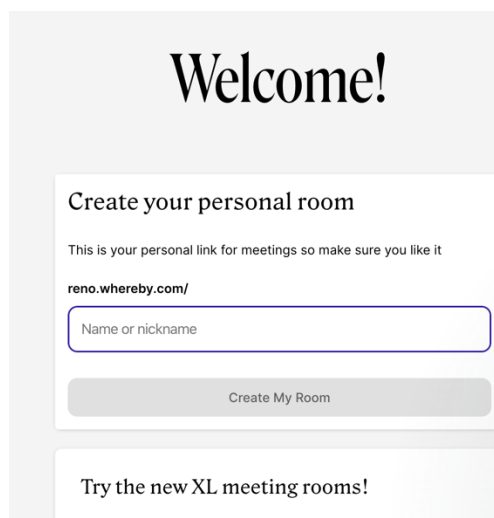 Welcome!
Create your personal room
This is your personal link for meetings so make sure you like it
reno.whereby.com/
Name or nickname
Create My Room
Try the new XL meeting rooms!